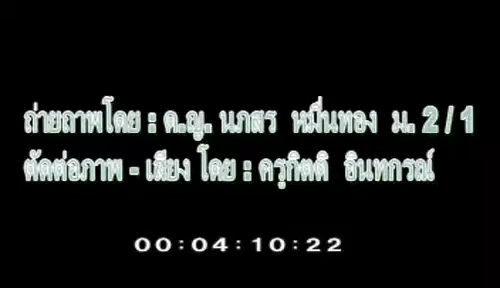 ถ่ายภาพโดย : ด.ญ. นภสร หมื่นทอง ม. 2 / 1
ตัดต่อภาพ - เสียง โดย : ครูกิตติ อินทกรณ์
00:04:10:22